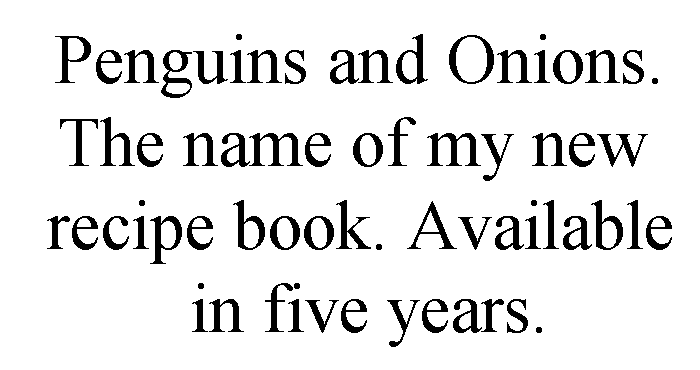 Penguins and Onions.
The name of my new
recipe book. Available
in five years.